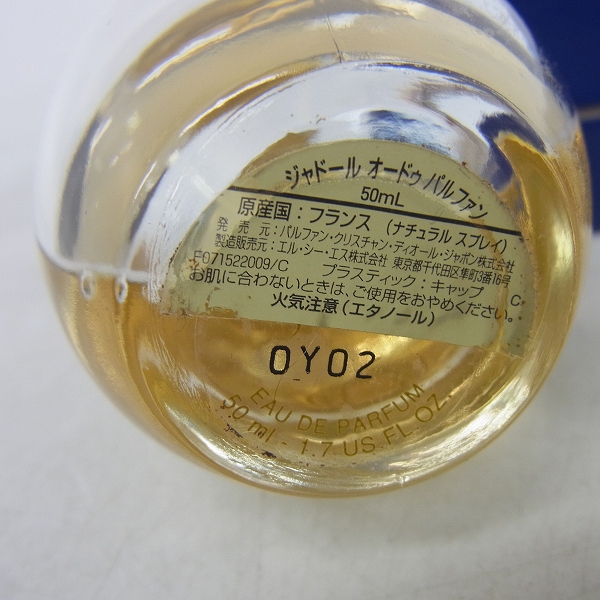 ジャドール オードゥ パルファン
50mL
原産国：フランス （ナチュラル スプレイ）
発 売 元：パルファン・クリスチャン・ディオール・ジャポン株式会社
製造販売元：エル・シー・エス株式会社 東京都千代田区隼町3番16号
F071522009/C プラスティック：キャップ C
お肌に合わないときは、ご使用をおやめください。
火気注意（エタノール）
0Y02
EAU DE PARFUM
50 ml - 1.7 US.FL.OZ.